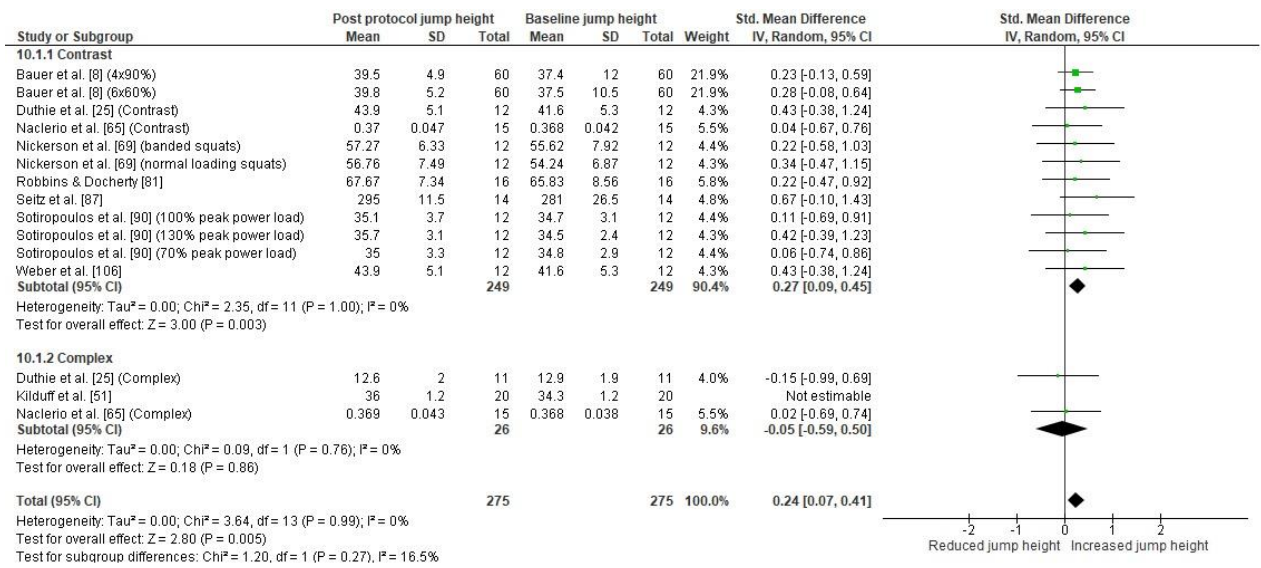 Post protocol jump height Baseline jump height Std. Mean Difference Std. Mean Difference
Study or Subgroup Mean SD Total Mean SD Total Weight IV, Random, 95% CI IV, Random, 95% CI
10.1.1 Contrast
Bauer et al. [8] (4x90%) 39.5 4.9 60 37.4 12 60 21.9% 0.23 [-0.13, 0.59]
Bauer et al. [8] (6x60%) 39.8 5.2 60 37.5 10.5 60 21.9% 0.28 [-0.08, 0.64]
Duthie et al. [25] (Contrast) 43.9 5.1 12 41.6 5.3 12 4.3% 0.43 [-0.38, 1.24]
Naclerio et al. [65] (Contrast) 0.37 0.047 15 0.368 0.042 15 5.5% 0.04 [-0.67, 0.76]
Nickerson et al. [69] (banded squats) 57.27 6.33 12 55.62 7.92 12 4.3% 0.22 [-0.58, 1.03]
Nickerson et al. [69] (normal loading squats) 56.76 7.49 12 54.24 6.87 12 4.3% 0.34 [-0.47, 1.15]
Robbins & Docherty [81] 67.67 7.34 16 65.83 8.56 16 5.8% 0.22 [-0.47, 0.92]
Seitz et al. [87] 295 11.5 14 281 26.5 14 4.8% 0.67 [-0.10, 1.43]
Sotiropoulos et al. [90] (100% peak power load) 35.1 3.7 12 34.7 3.1 12 4.4% 0.11 [-0.69, 0.91]
Sotiropoulos et al. [90] (130% peak power load) 35.7 3.1 12 34.5 2.4 12 4.3% 0.42 [-0.39, 1.23]
Sotiropoulos et al. [90] (70% peak power load) 35 3.3 12 34.8 2.9 12 4.4% 0.06 [-0.74, 0.86]
Weber et al. [106] 43.9 5.1 12 41.6 5.3 12 4.3% 0.43 [-0.38, 1.24]
Subtotal (95% CI) 249 249 90.4% 0.27 [0.09, 0.45]
Heterogeneity: Tau² = 0.00; Chi² = 2.35, df = 11 (P = 1.00); I² = 0%
Test for overall effect: Z = 3.00 (P = 0.003)
10.1.2 Complex
Duthie et al. [25] (Complex) 12.6 2 11 12.9 1.9 11 4.0% -0.15 [-0.99, 0.69]
Kilduff et al. [51] 36 1.2 20 34.3 1.2 20 Not estimable
Naclerio et al. [65] (Complex) 0.369 0.043 15 0.368 0.038 15 5.5% 0.02 [-0.69, 0.74]
Subtotal (95% CI) 26 26 9.6% -0.05 [-0.59, 0.50]
Heterogeneity: Tau² = 0.00; Chi² = 0.09, df = 1 (P = 0.76); I² = 0%
Test for overall effect: Z = 0.18 (P = 0.86)
Total (95% CI) 275 275 100.0% 0.24 [0.07, 0.41]
Heterogeneity: Tau² = 0.00; Chi² = 3.64, df = 13 (P = 0.99); I² = 0%
Test for overall effect: Z = 2.80 (P = 0.005)
Test for subgroup differences: Chi² = 1.20, df = 1 (P = 0.27), I² = 16.5%
-2 -1 0 1 2
Reduced jump height Increased jump height